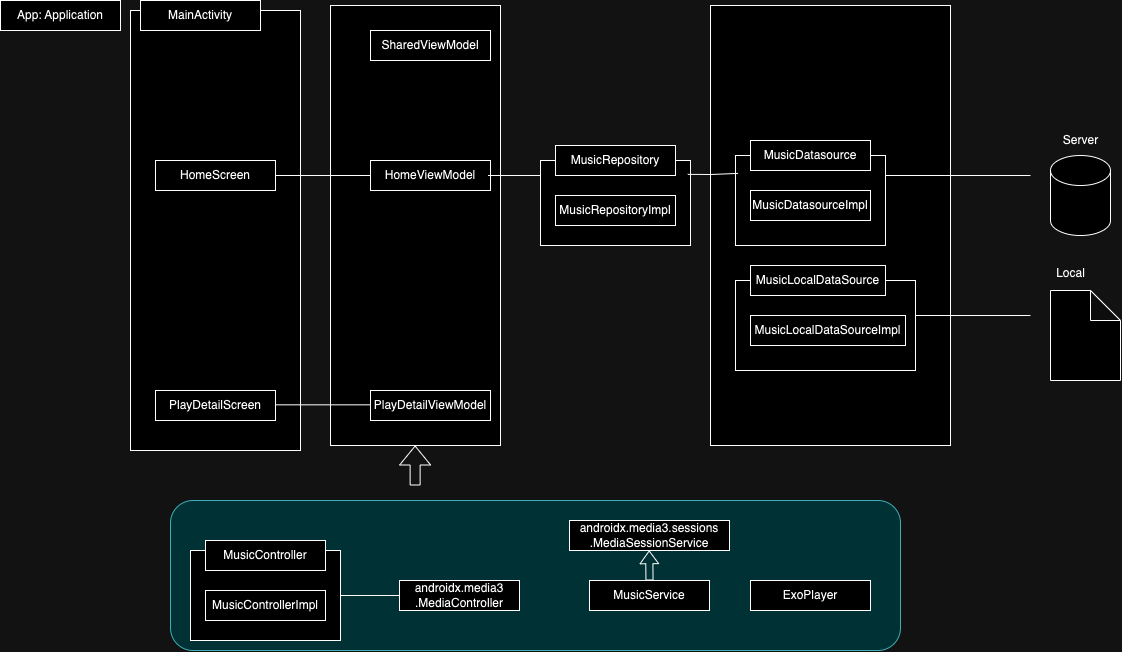 App: Application
MainActivity
SharedViewModel
HomeScreen
HomeViewModel
MusicRepository
MusicRepositoryImpl
MusicDatasource
MusicDatasourceImpl
Server
MusicLocalDataSource
MusicLocalDataSourceImpl
Local
PlayDetailScreen
PlayDetailViewModel
MusicController
MusicControllerImpl
androidx.media3
.MediaController
androidx.media3.sessions
.MediaSessionService
MusicService
ExoPlayer